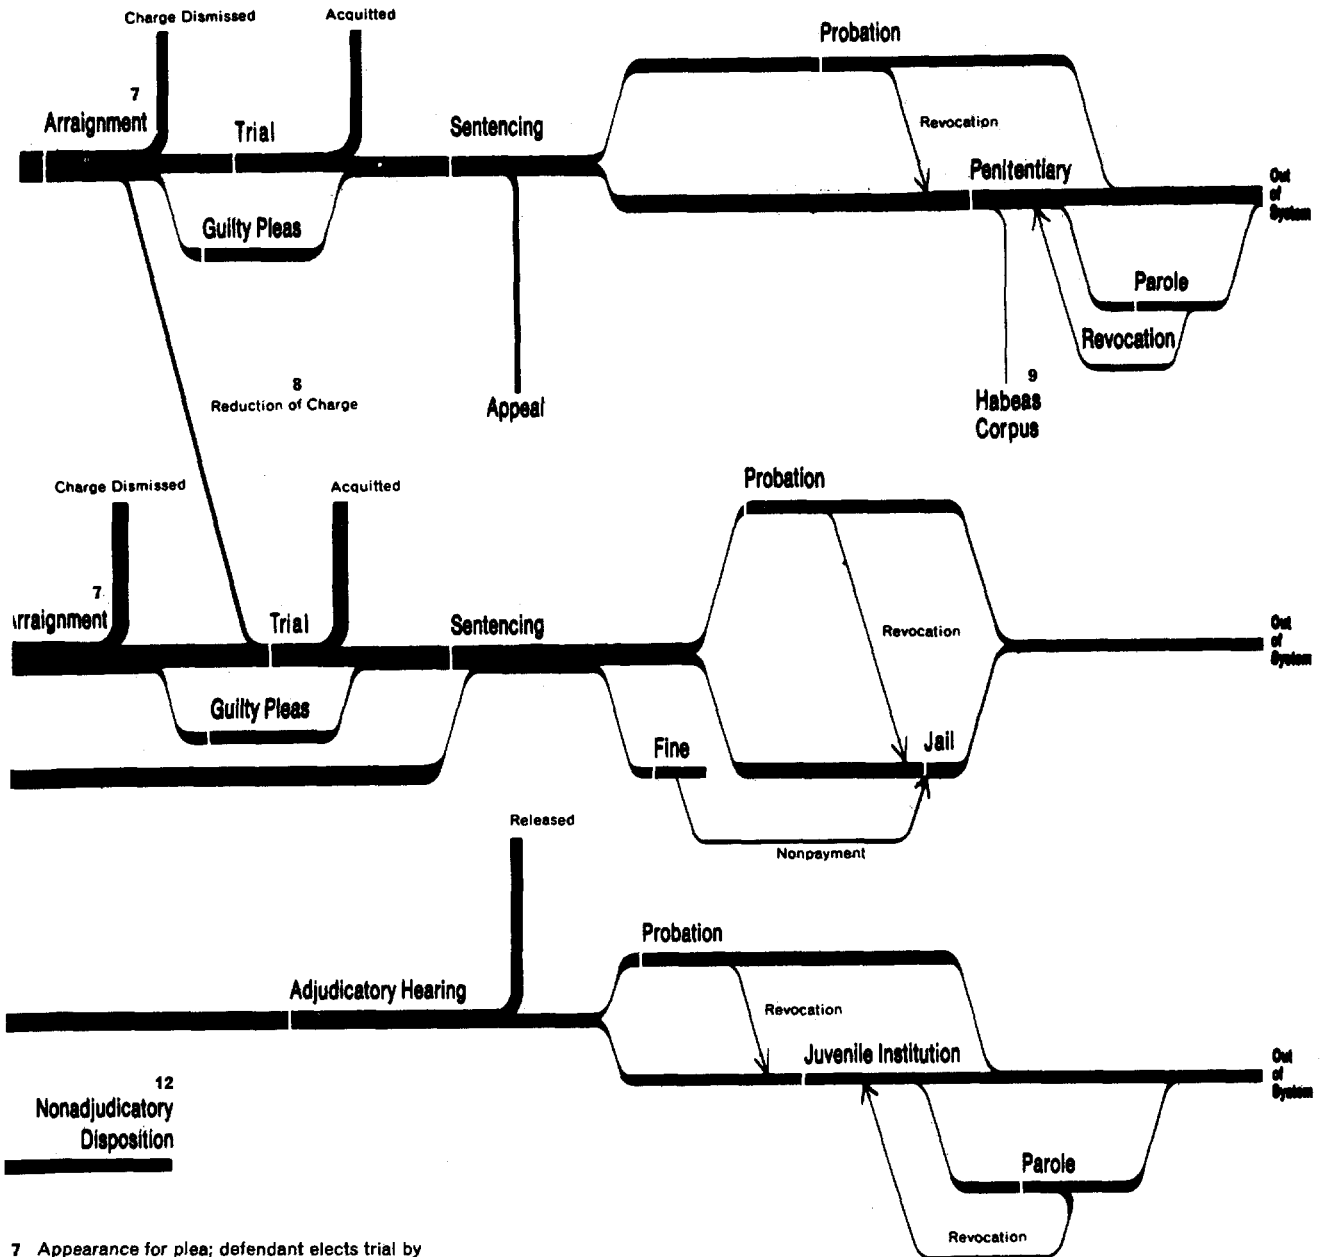 Charge Dismissed
Acquitted
Probation
7
Arraignment
Trial
Sentencing
Revocation
Penitentiary
Out
of
System
Guilty Pleas
Parole
Revocation
8
Reduction of Charge
Appeal
9
Habeas
Corpus
Charge Dismissed
Acquitted
Probation
7
rraignment
Trial
Sentencing
Revocation
Out
of
System
Guilty Pleas
Fine
Jail
Nonpayment
Released
Probation
Adjudicatory Hearing
Revocation
Juvenile Institution
Out
of
System
12
Nonadjudicatory
Disposition
Parole
Revocation
7 Appearance for plea; defendant elects trial by